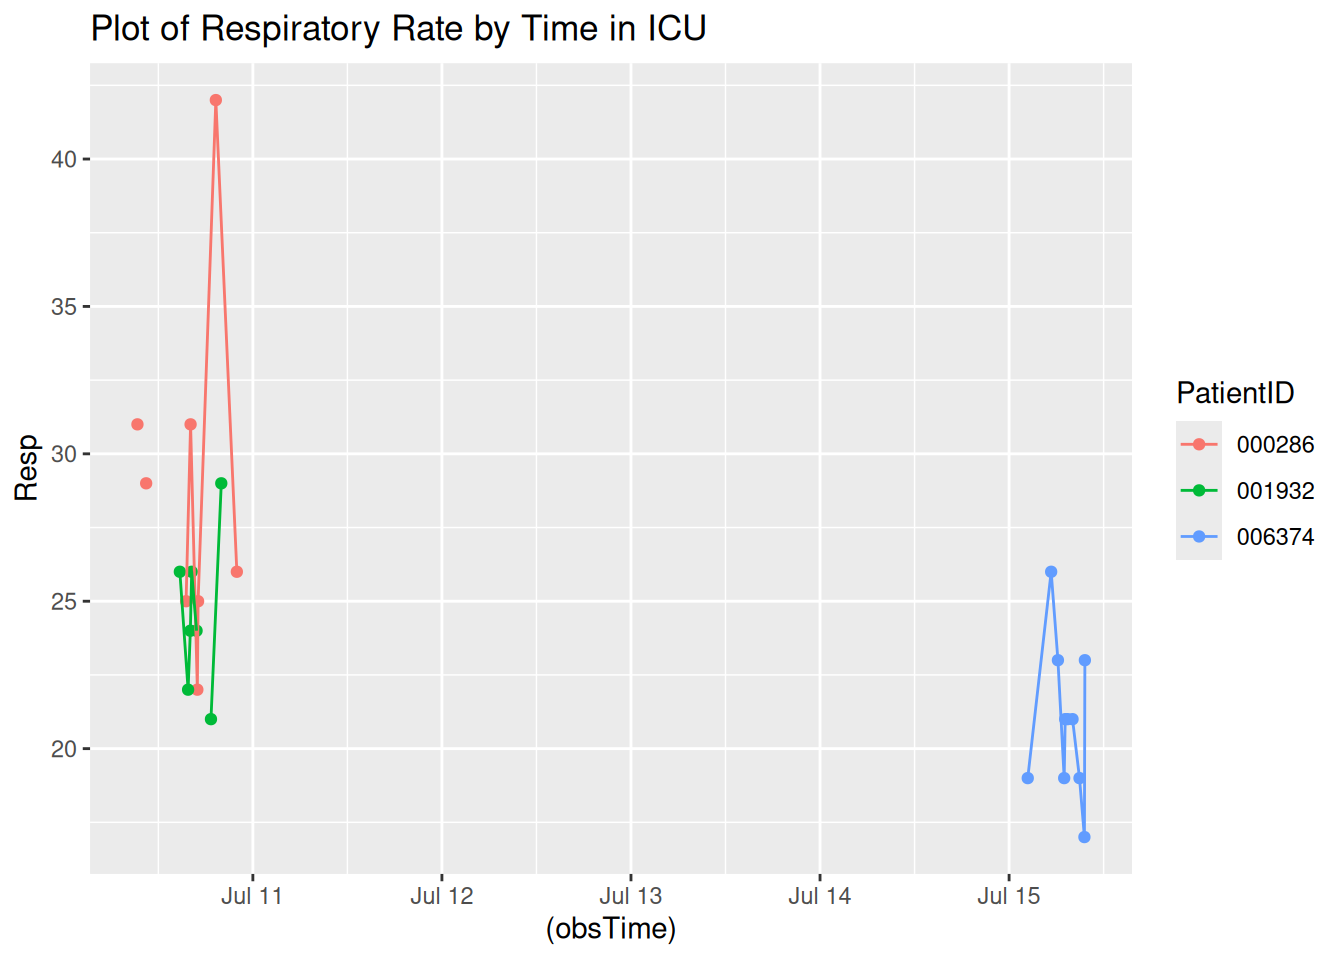 Plot of Respiratory Rate by Time in ICU
40
35
30
25
20
Resp
Jul 11 Jul 12 Jul 13 Jul 14 Jul 15
(obsTime)
PatientID
000286
001932
006374